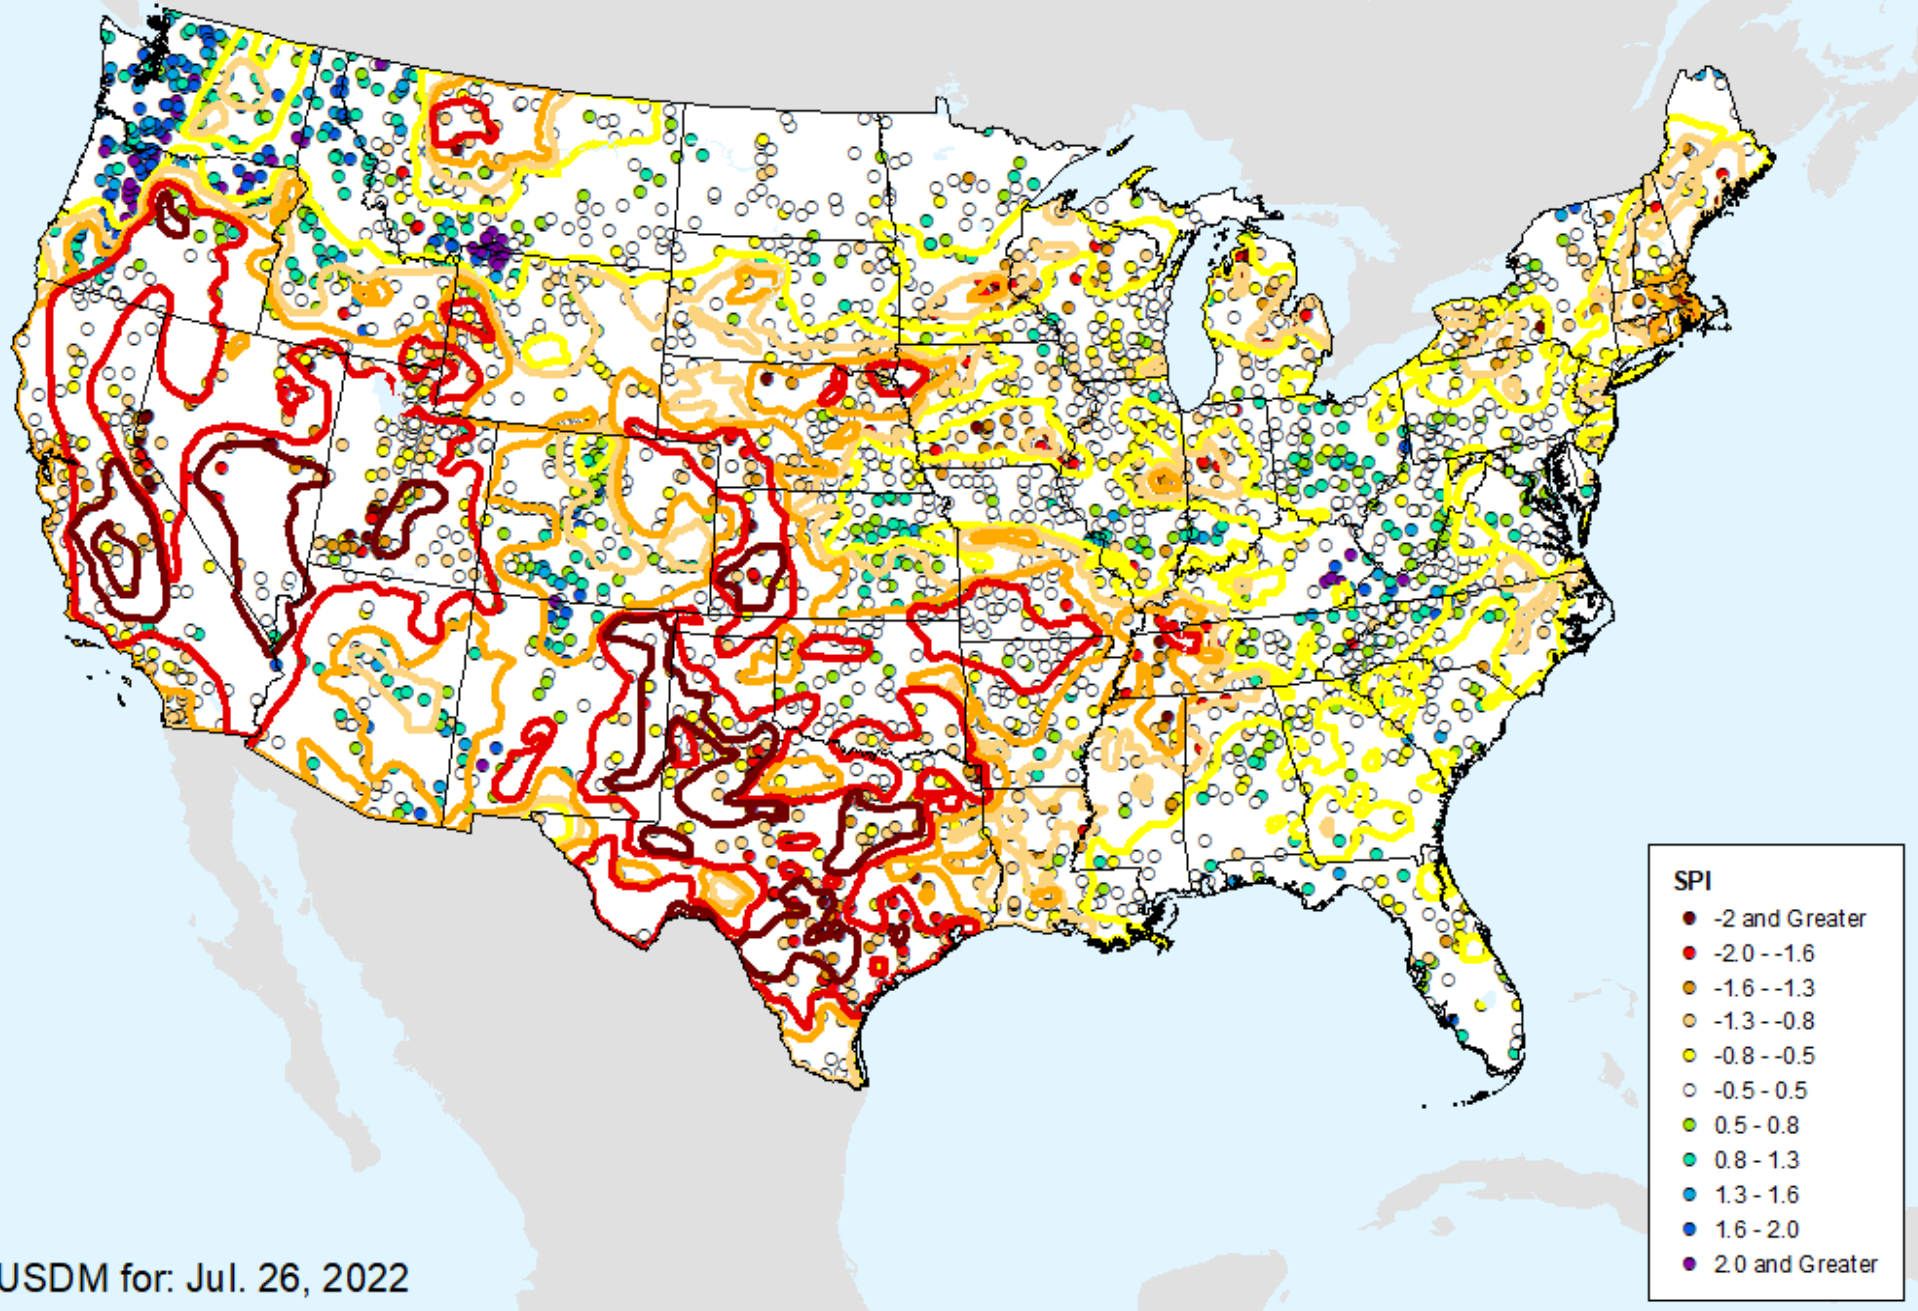 SPI
-2 and Greater
-2.0 - -1.6
-1.6 - -1.3
-1.3 - -0.8
-0.8 - -0.5
-0.5 - 0.5
0.5 - 0.8
0.8 - 1.3
1.3 - 1.6
1.6 - 2.0
2.0 and Greater
USDM for: Jul. 26, 2022